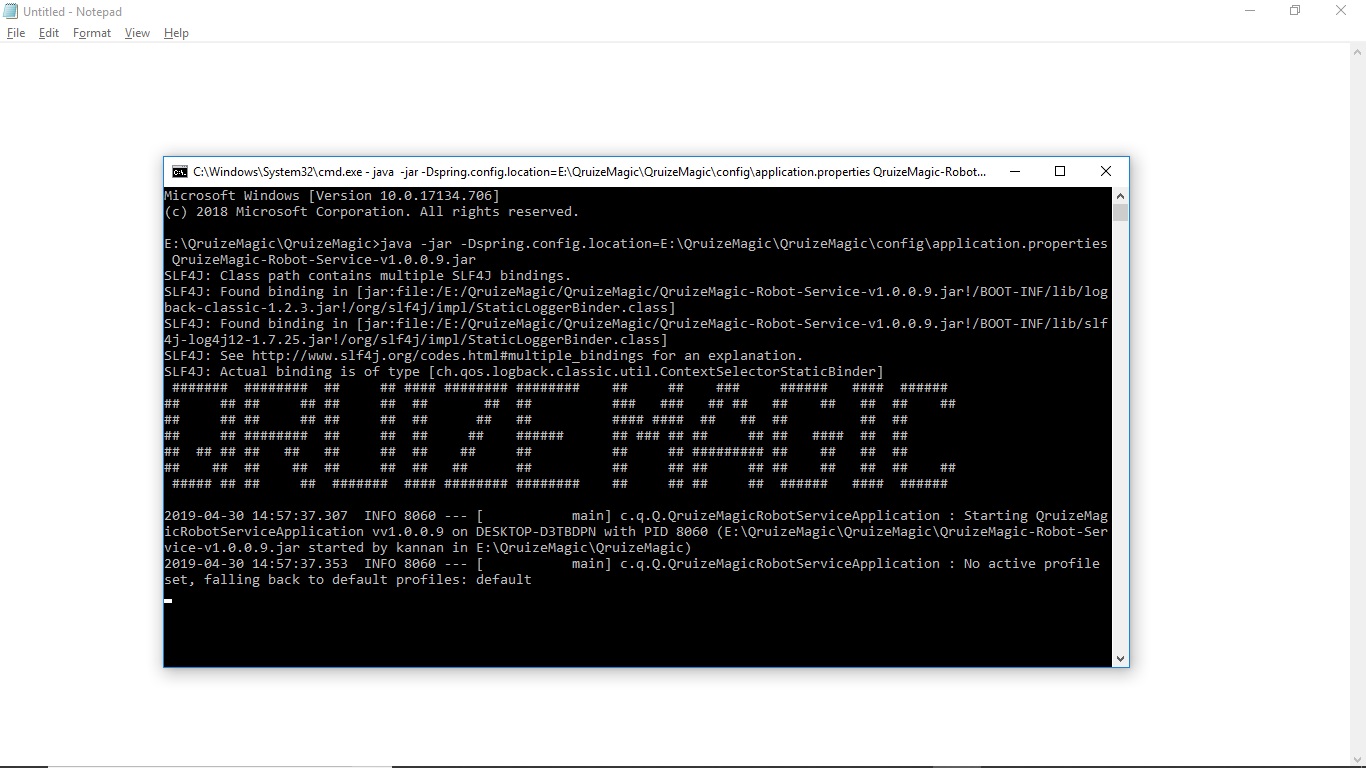 Untitled - Notepad
File Edit Format View Help
C:\Windows\System32\cmd.exe - java -jar -Dspring.config.location=E:\QruizeMagic\QruizeMagic\config\application.properties QruizeMagic-Robot...
Microsoft Windows [Version 10.0.17134.706]
(c) 2018 Microsoft Corporation. All rights reserved.
E:\QruizeMagic\QruizeMagic>java -jar -Dspring.config.location=E:\QruizeMagic\QruizeMagic\config\application.properties
QruizeMagic-Robot-Service-v1.0.0.9.jar
SLF4J: Class path contains multiple SLF4J bindings.
SLF4J: Found binding in [jar:file:/E:/QruizeMagic/QruizeMagic/QruizeMagic-Robot-Service-v1.0.0.9.jar!/BOOT-INF/lib/log
back-classic-1.2.3.jar!/org/slf4j/impl/StaticLoggerBinder.class]
SLF4J: Found binding in [jar:file:/E:/QruizeMagic/QruizeMagic/QruizeMagic-Robot-Service-v1.0.0.9.jar!/BOOT-INF/lib/slf
4j-log4j12-1.7.25.jar!/org/slf4j/impl/StaticLoggerBinder.class]
SLF4J: See http://www.slf4j.org/codes.html#multiple_bindings for an explanation.
SLF4J: Actual binding is of type [ch.qos.logback.classic.util.ContextSelectorStaticBinder]
QRUIZE MAGIC
2019-04-30 14:57:37.307  INFO 8060 --- [           main] c.q.Q.QruizeMagicRobotServiceApplication : Starting QruizeMag
icRobotServiceApplication vv1.0.0.9 on DESKTOP-D3TBDPN with PID 8060 (E:\QruizeMagic\QruizeMagic\QruizeMagic-Robot-Ser
vice-v1.0.0.9.jar started by kannan in E:\QruizeMagic\QruizeMagic)
2019-04-30 14:57:37.353  INFO 8060 --- [           main] c.q.Q.QruizeMagicRobotServiceApplication : No active profile
set, falling back to default profiles: default